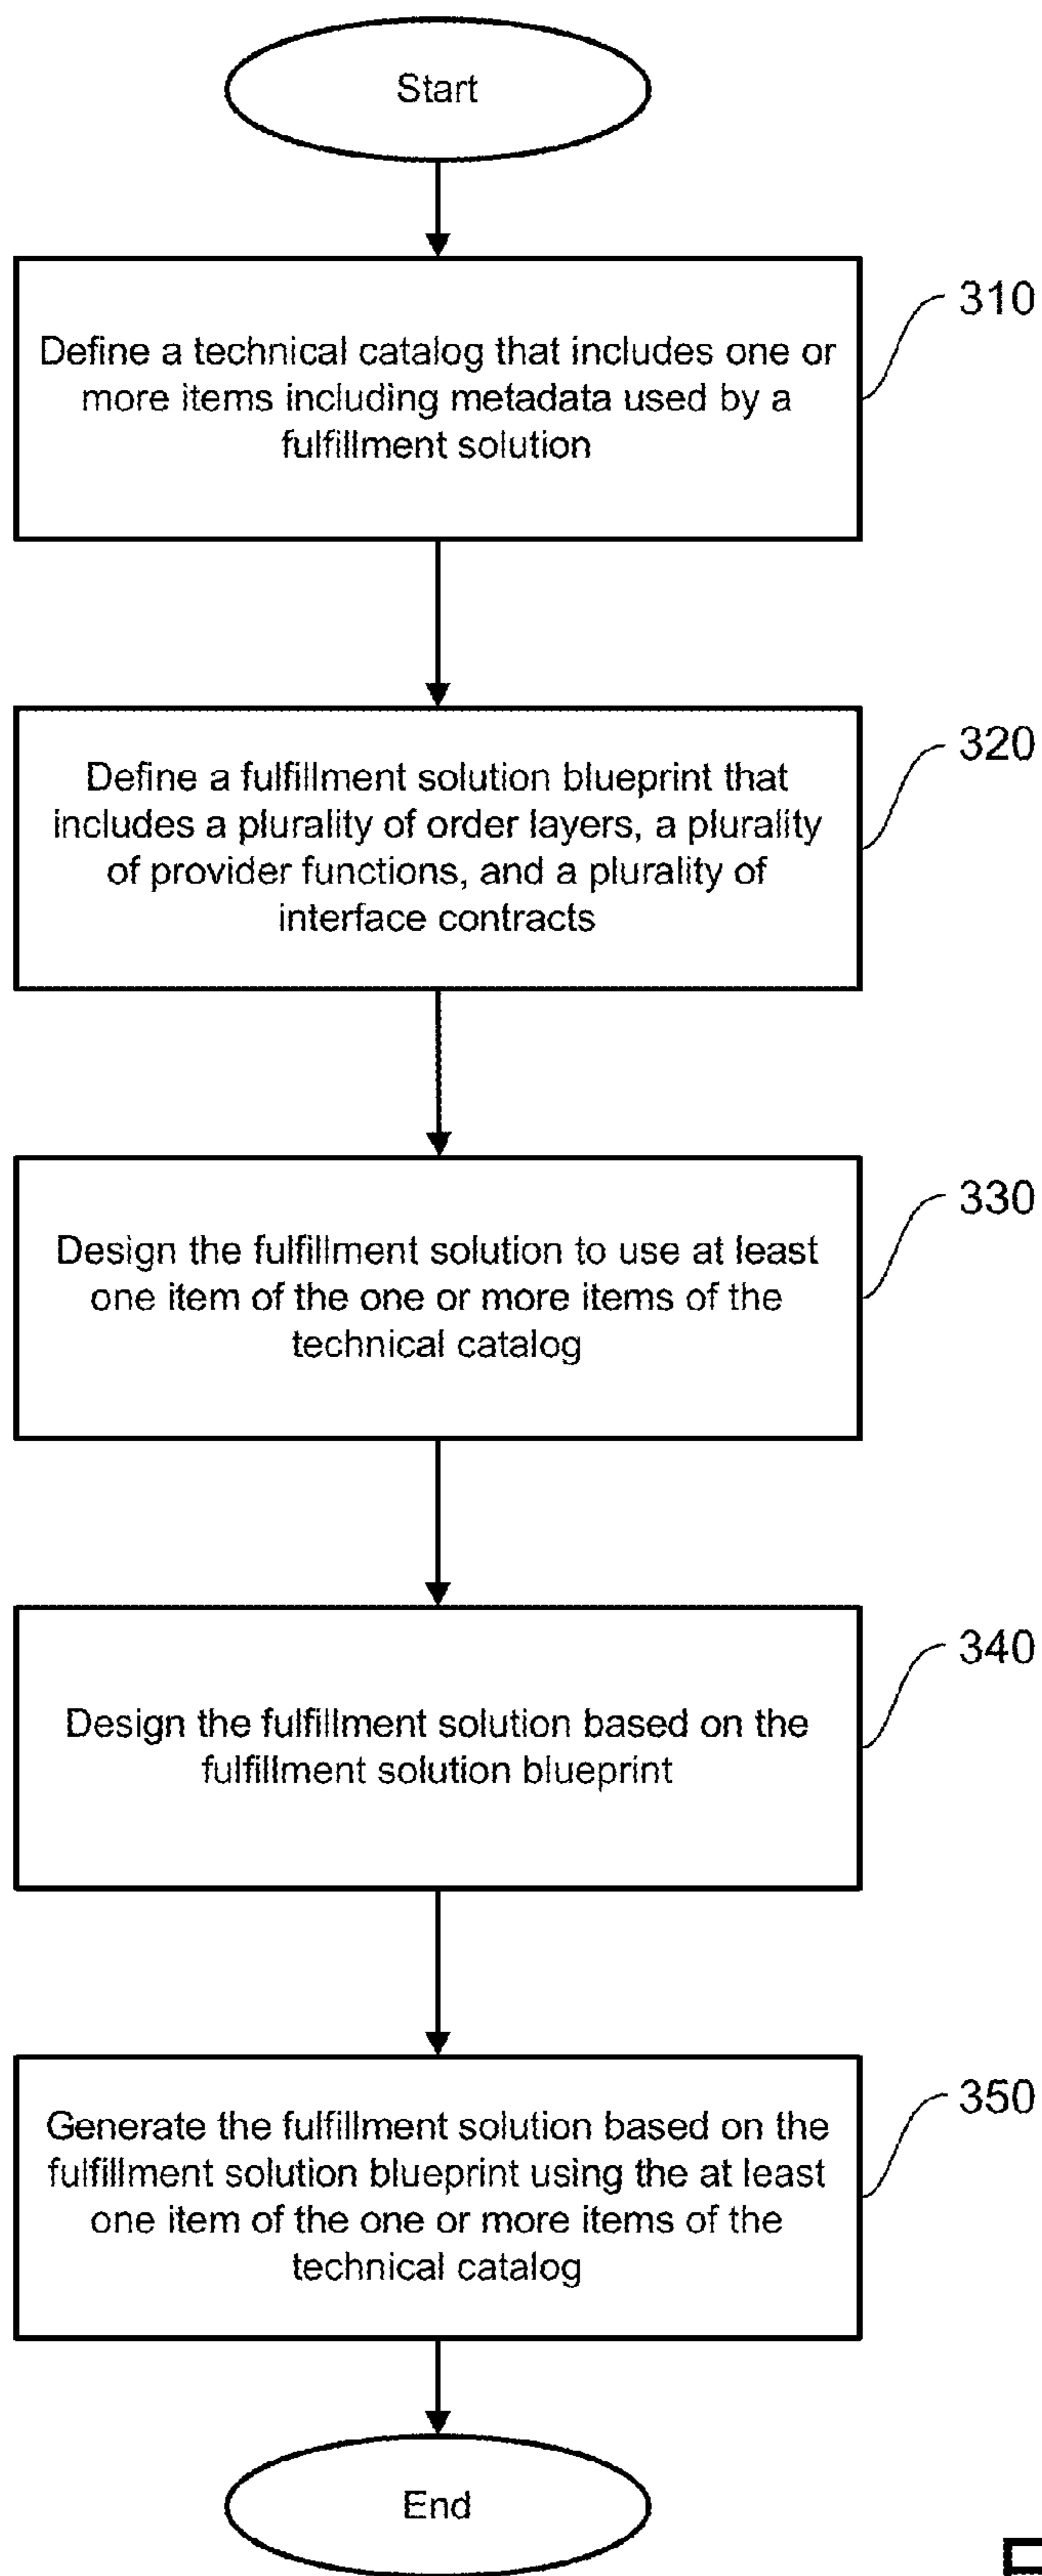 Start
310
Define a technical catalog that includes one or
more items including metadata used by a
fulfillment solution
320
Define a fulfillment solution blueprint that
includes a plurality of order layers, a plurality
of provider functions, and a plurality of
interface contracts
330
Design the fulfillment solution to use at least
one item of the one or more items of the
technical catalog
340
Design the fulfillment solution based on the
fulfillment solution blueprint
350
Generate the fulfillment solution based on the
fulfillment solution blueprint using the at least
one item of the one or more items of the
technical catalog
End